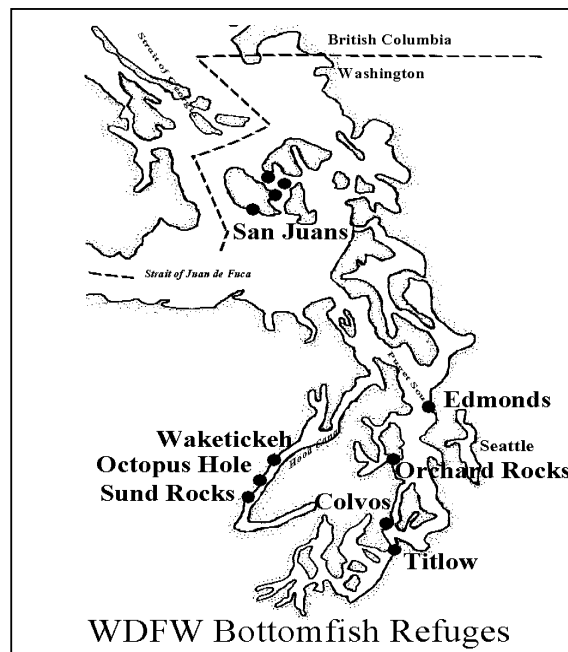 British Columbia
Washington
Strait of Georgia
San Juans
Strait of Juan de Fuca
Puget Sou
Edmonds
Waketickeh
Hood Canal
Seattle
Octopus Hole
Orchard Rocks
Sund Rocks
Colvos
Titlow
WDFW Bottomfish Refuges